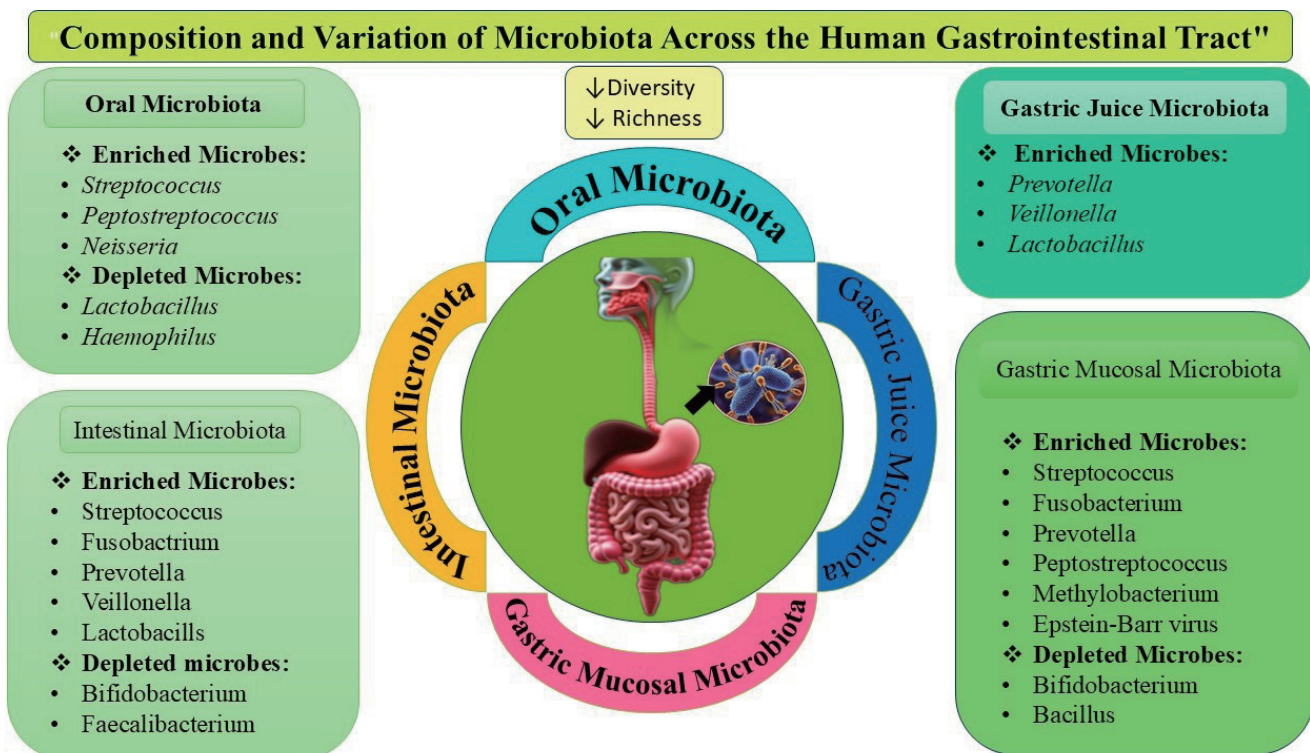 "Composition and Variation of Microbiota Across the Human Gastrointestinal Tract"
Oral Microbiota
❖ Enriched Microbes:
• Streptococcus
• Peptostreptococcus
• Neisseria
❖ Depleted Microbes:
• Lactobacillus
• Haemophilus
Intestinal Microbiota
❖ Enriched Microbes:
• Streptococcus
• Fusobactrium
• Prevotella
• Veillonella
• Lactobacills
❖ Depleted microbes:
• Bifidobacterium
• Faecalibacterium
↓Diversity
↓ Richness
Oral Microbiota
Gastric Juice Microbiota
Gastric Mucosal Microbiota
Intestinal Microbiota
Gastric Juice Microbiota
❖ Enriched Microbes:
• Prevotella
• Veillonella
• Lactobacillus
Gastric Mucosal Microbiota
❖ Enriched Microbes:
• Streptococcus
• Fusobacterium
• Prevotella
• Peptostreptococcus
• Methylobacterium
• Epstein-Barr virus
❖ Depleted Microbes:
• Bifidobacterium
• Bacillus